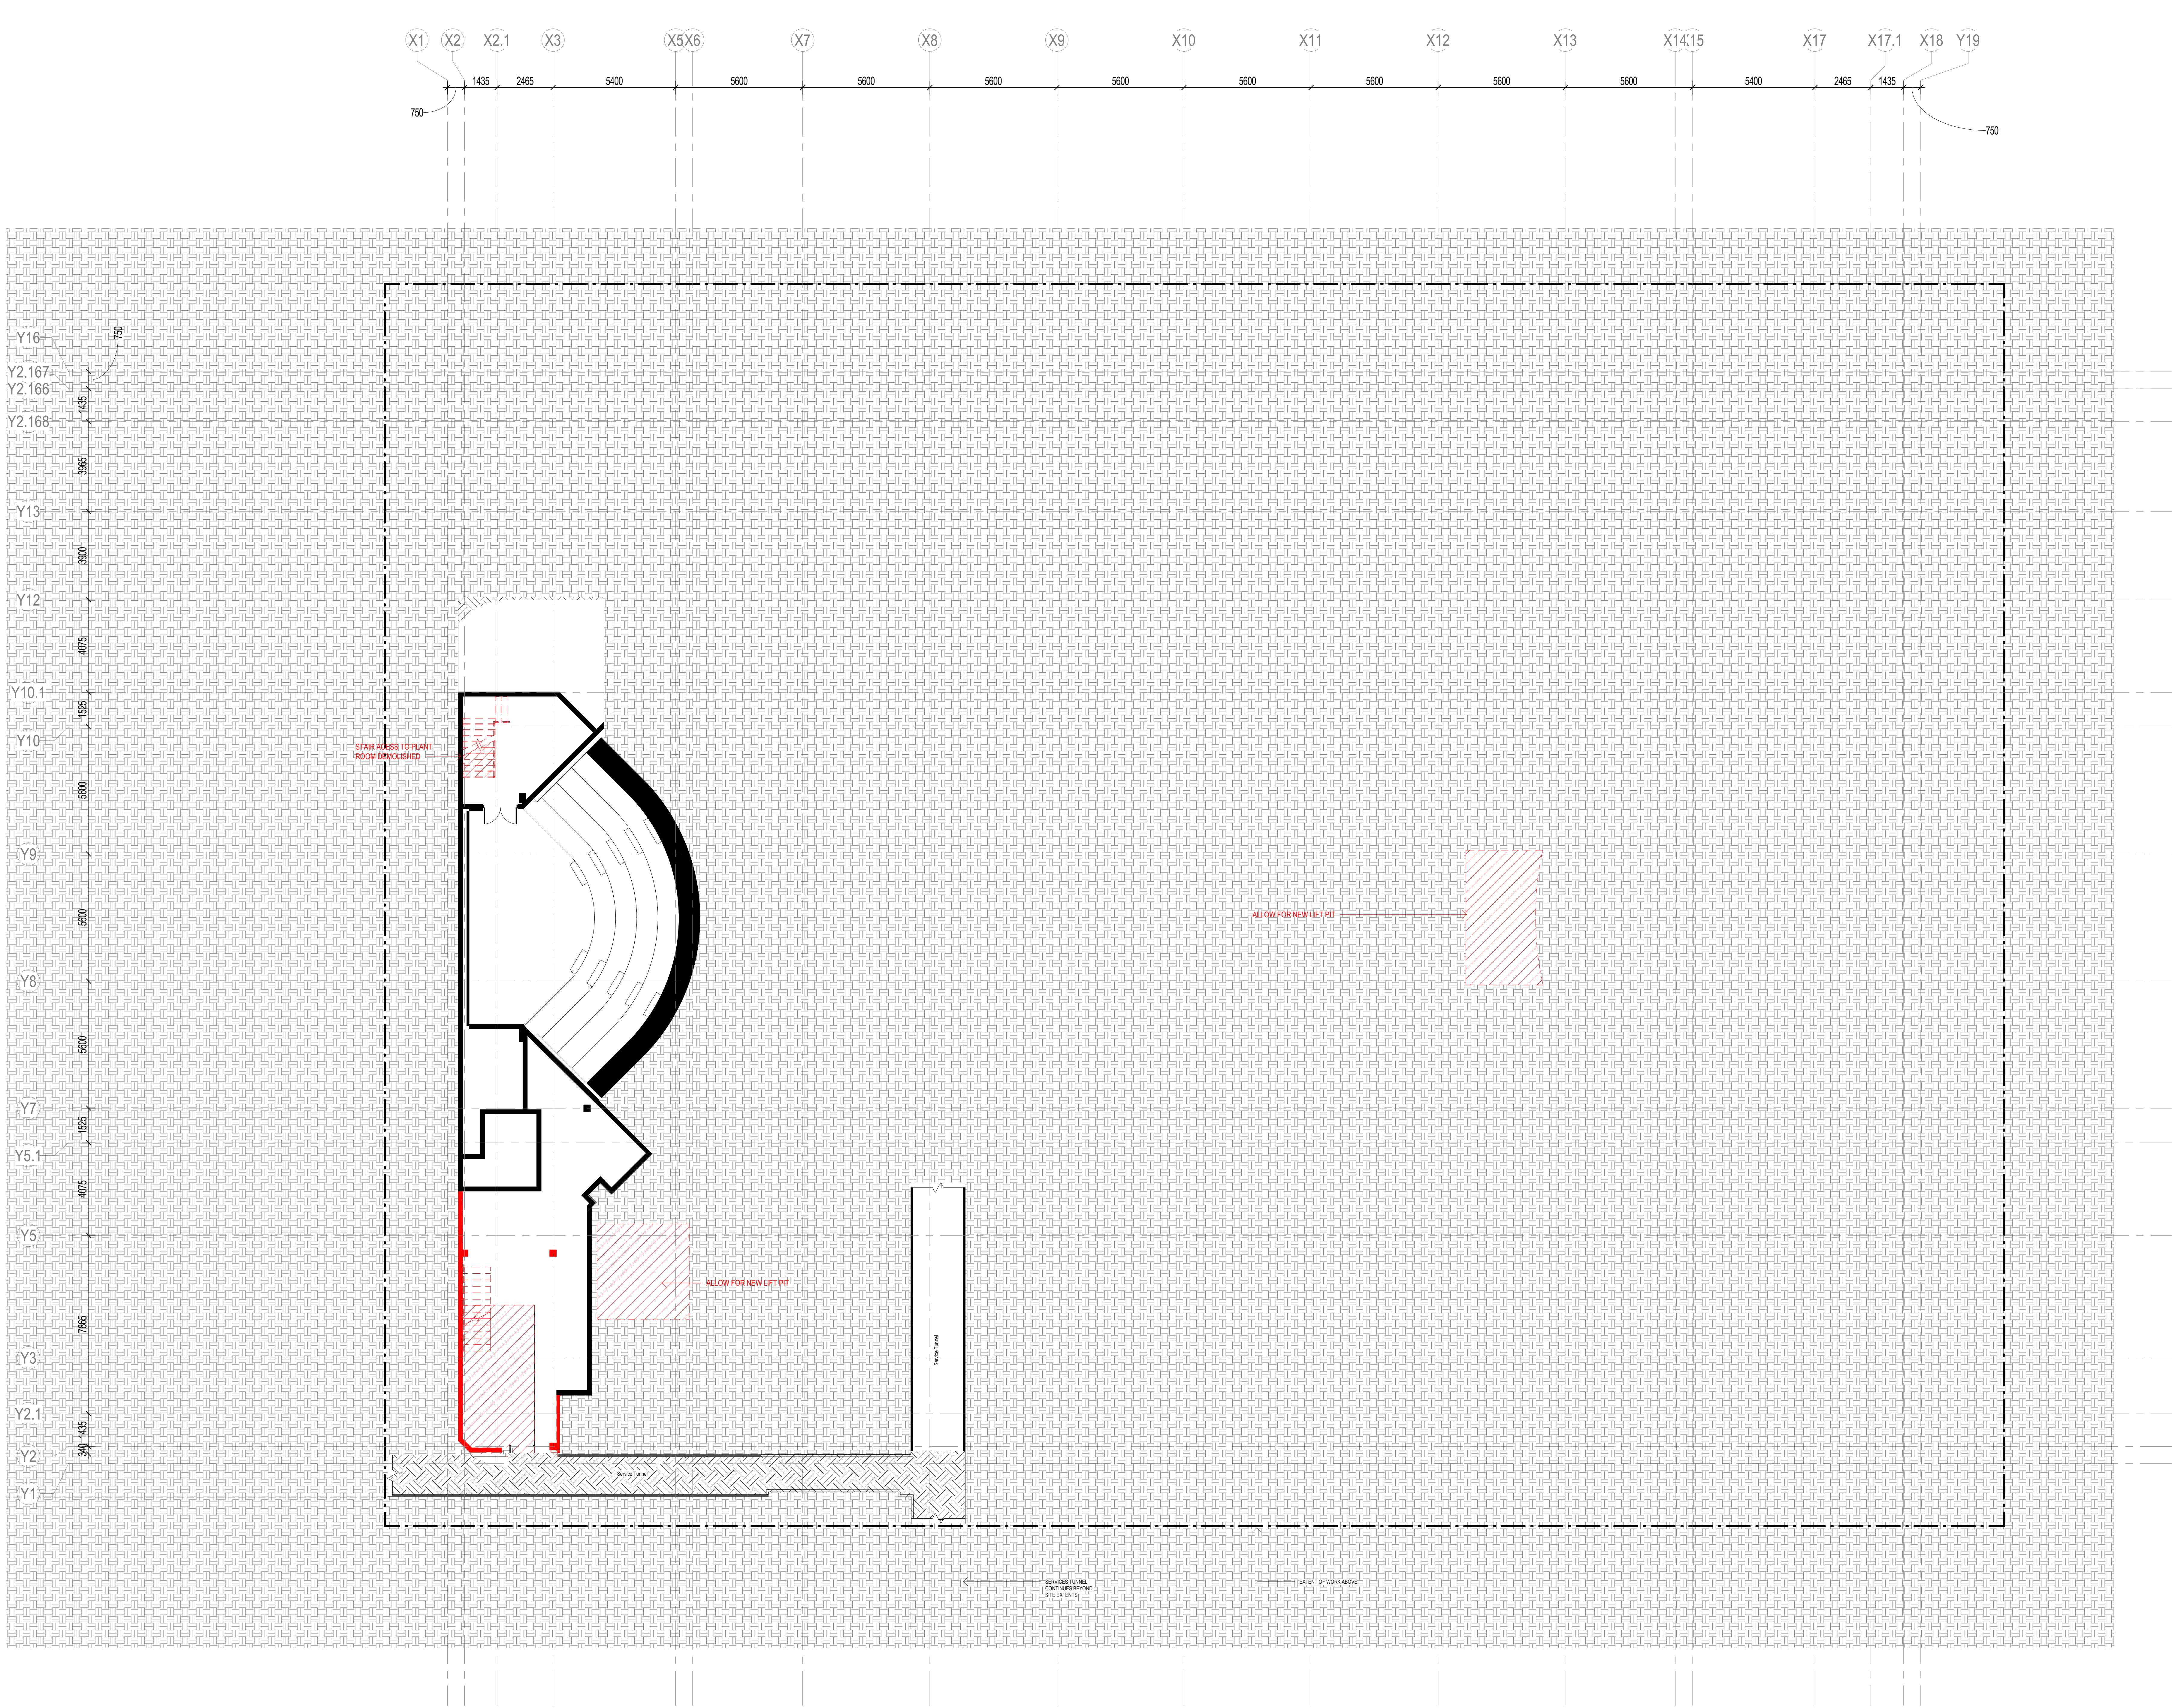 X1 X2 X2.1 X3 X5 X6 X7 X8 X9 X10 X11 X12 X13 X14 15 X17 X17.1 X18 Y19
1435 2465 5400 5600 5600 5600 5600 5600 5600 5600 5600 5400 2465 1435
750
750
Y16
750
Y2.167
Y2.166
1435
Y2.168
3965
Y13
3900
Y12
4075
Y10.1
1525
Y10
STAIR ACESS TO PLANT
ROOM DEMOLISHED
5600
Y9
5600
ALLOW FOR NEW LIFT PIT
Y8
5600
Y7
1525
Y5.1
4075
Y5
ALLOW FOR NEW LIFT PIT
7865
Service Tunnel
Y3
Y2.1
1435
340
Y2
Service Tunnel
Y1
SERVICES TUNNEL
CONTINUES BEYOND
SITE EXTENTS
EXTENT OF WORK ABOVE